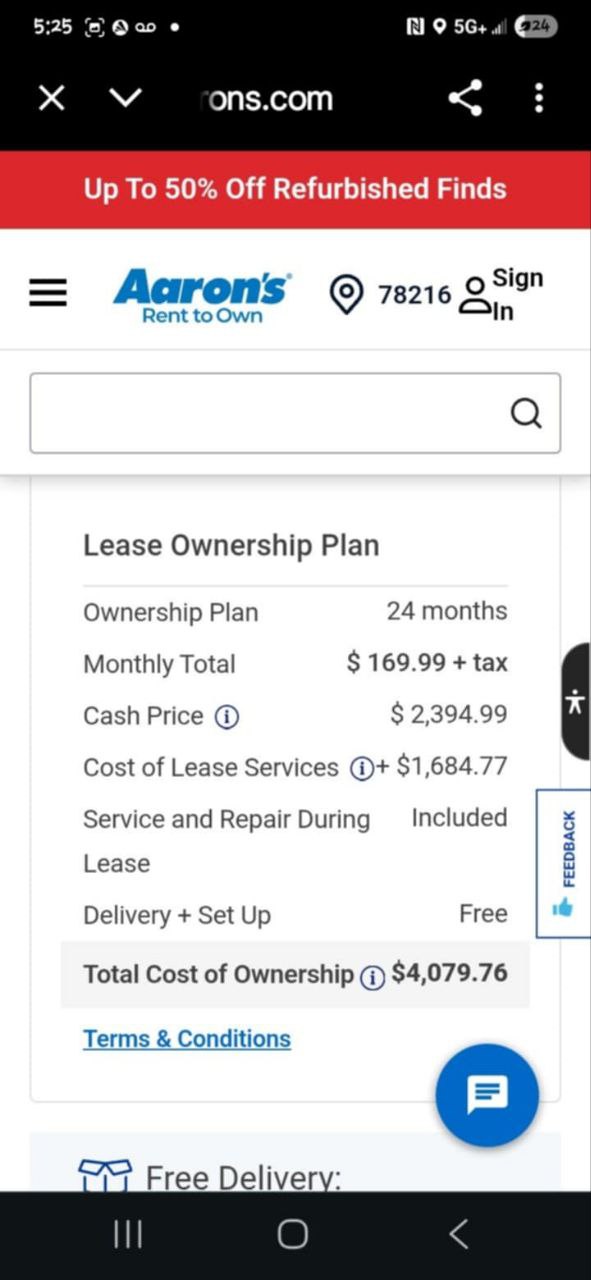 5:25 5G+ 24
rons.com
Up To 50% Off Refurbished Finds
Aaron's
Rent to Own
78216
Sign
In
Lease Ownership Plan
Ownership Plan 24 months
Monthly Total $ 169.99 + tax
Cash Price $ 2,394.99
Cost of Lease Services + $1,684.77
Service and Repair During Included
Lease
FEEDBACK
Delivery + Set Up Free
Total Cost of Ownership $4,079.76
Terms & Conditions
Free Delivery: